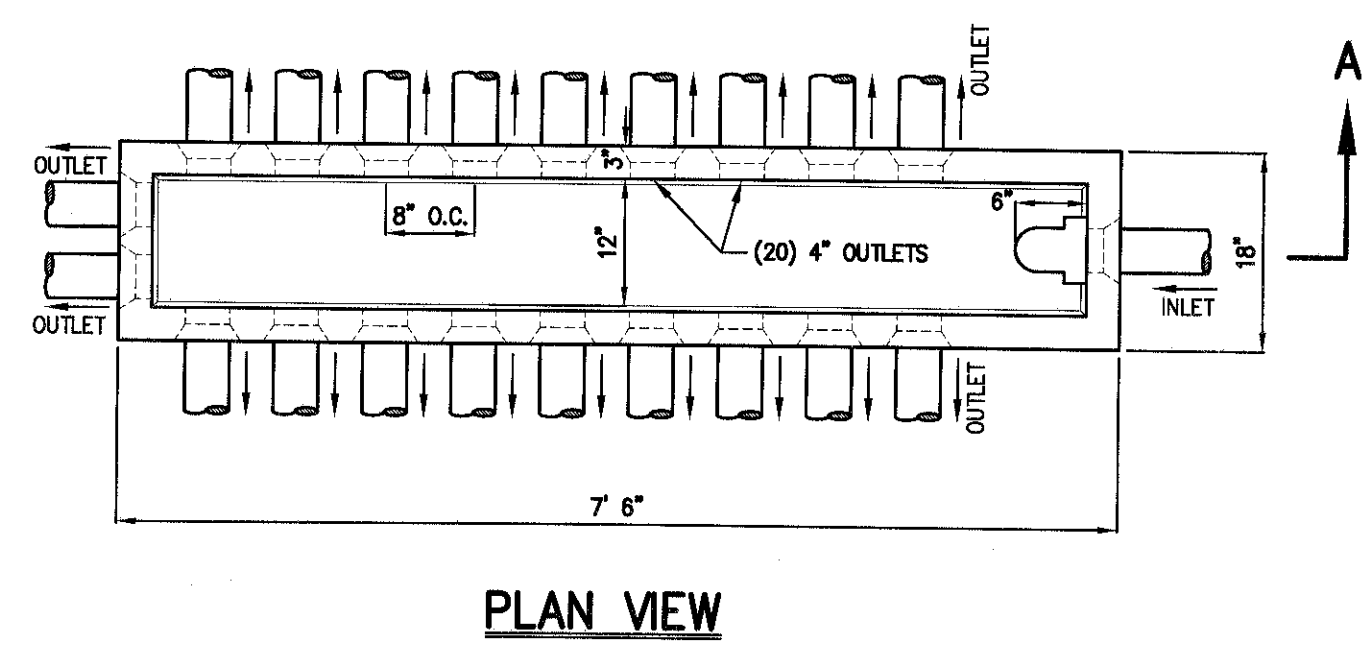 OUTLET
A
OUTLET
3"
6"
8" O.C.
12"
(20) 4" OUTLETS
18"
INLET
OUTLET
OUTLET
7' 6"
PLAN VIEW